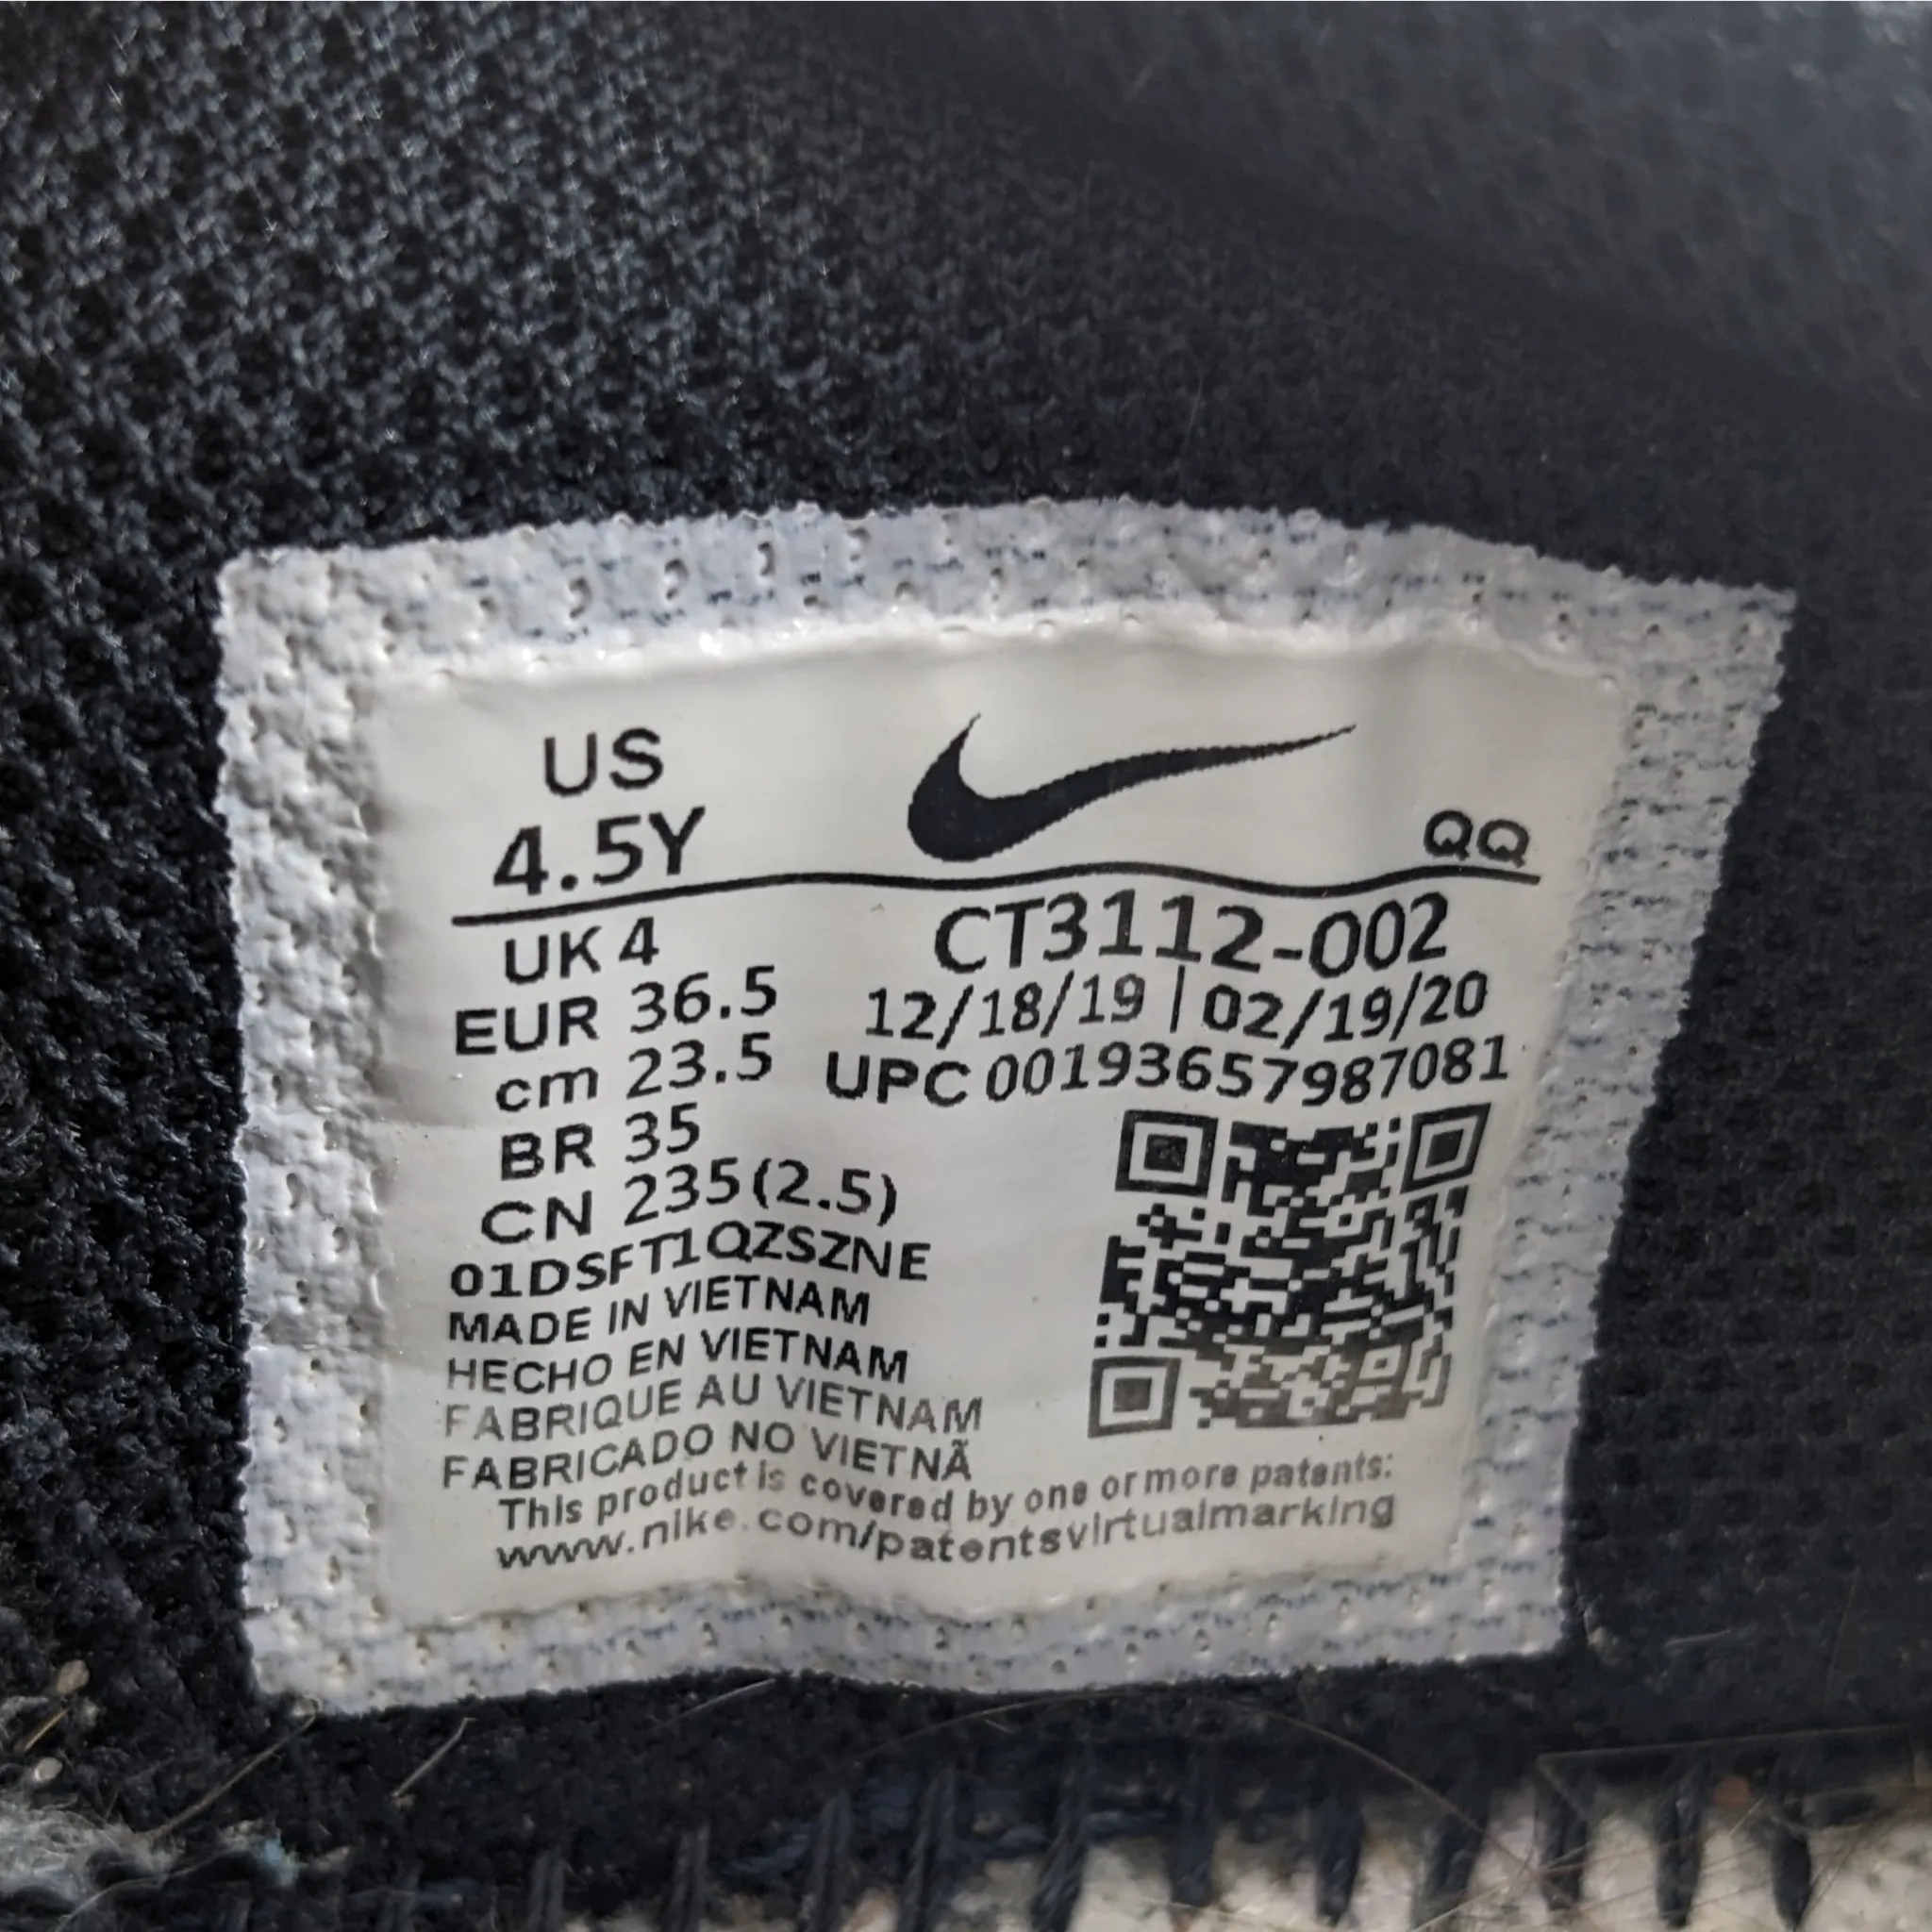 US
4.5Y
QQ
UK 4
CT3112-002
EUR 36.5
12/18/19 | 02/19/20
cm 23.5
UPC 00193657987081
BR 35
CN 235(2.5)
01DSFT1QZSZNE
MADE IN VIETNAM
HECHO EN VIETNAM
FABRIQUE AU VIETNAM
FABRICADO NO VIETNÃ
This product is covered by one or more patents:
www.nike.com/patentsvirtualmarking